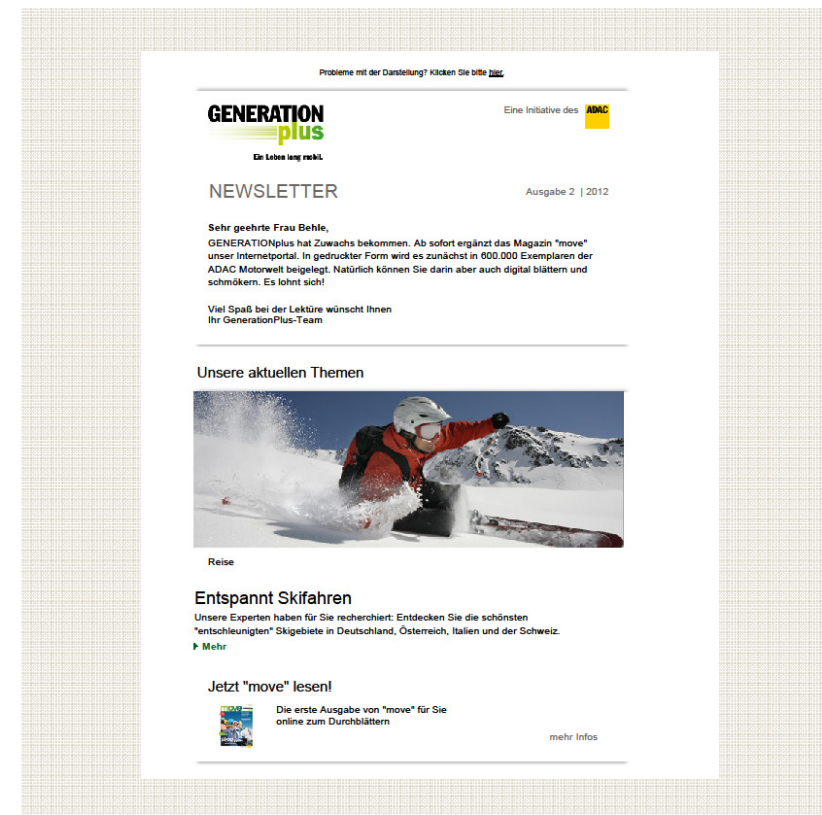 Probleme mit der Darstellung? Klicken Sie bitte hier.
GENERATION
plus
Ein Leben lang mobil.
Eine Initiative des ADAC
NEWSLETTER
Ausgabe 2 | 2012
Sehr geehrte Frau Behle,
GENERATIONplus hat Zuwachs bekommen. Ab sofort ergänzt das Magazin "move"
unser Internetportal. In gedruckter Form wird es zunächst in 600.000 Exemplaren der
ADAC Motorwelt beigelegt. Natürlich können Sie darin aber auch digital blättern und
schmökern. Es lohnt sich!
Viel Spaß bei der Lektüre wünscht Ihnen
Ihr GenerationPlus-Team
Unsere aktuellen Themen
Reise
Entspannt Skifahren
Unsere Experten haben für Sie recherchiert: Entdecken Sie die schönsten
"entschleunigten" Skigebiete in Deutschland, Österreich, Italien und der Schweiz.
Mehr
Jetzt "move" lesen!
move
Die erste Ausgabe von "move" für Sie
online zum Durchblättern
mehr Infos